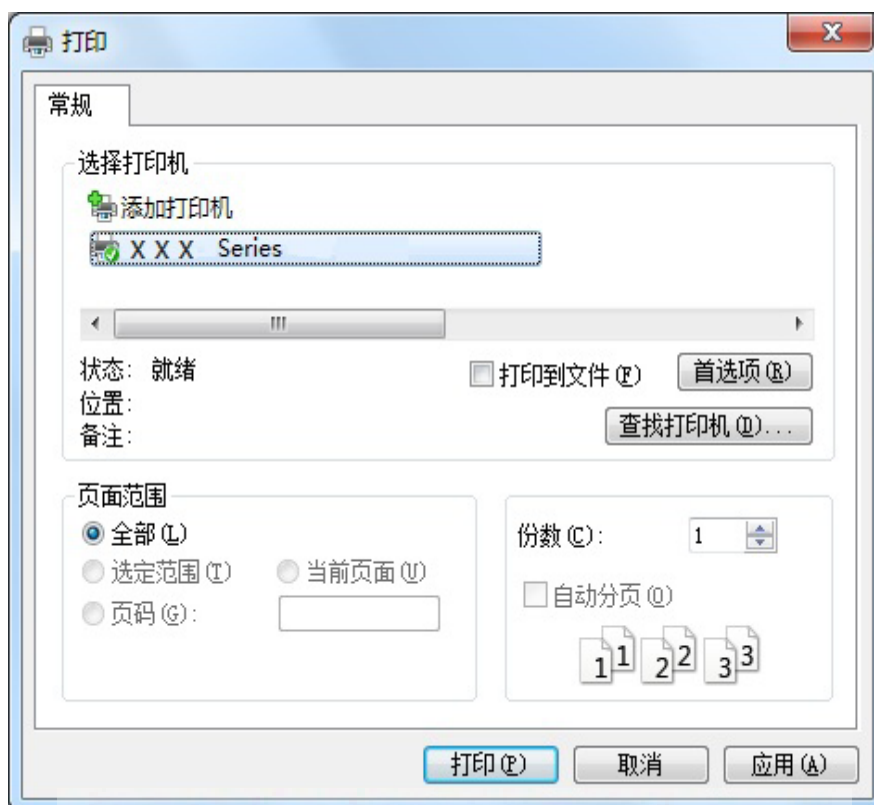 打印
常规
选择打印机
添加打印机
X X X Series
状态: 就绪
打印到文件(F)
首选项(R)
位置:
备注:
查找打印机(D)...
页面范围
全部(L)
选定范围(T) 当前页面(U)
页码(G):
份数(C): 1
自动分页(O)
1 1 2 2 3 3
打印(P) 取消 应用(A)